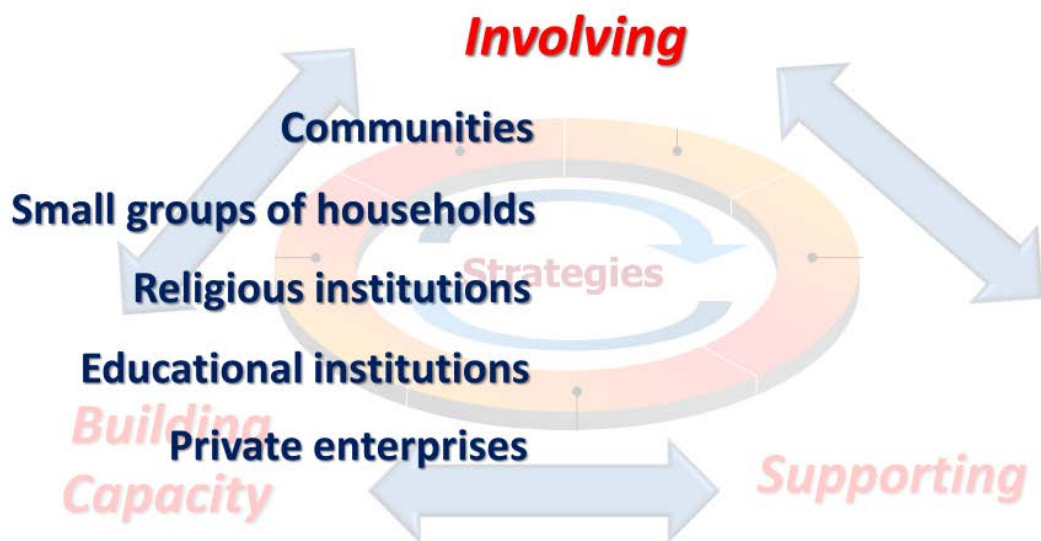 Involving
Communities
Small groups of households
Strategies
Religious institutions
Educational institutions
Building
Capacity
Private enterprises
Supporting